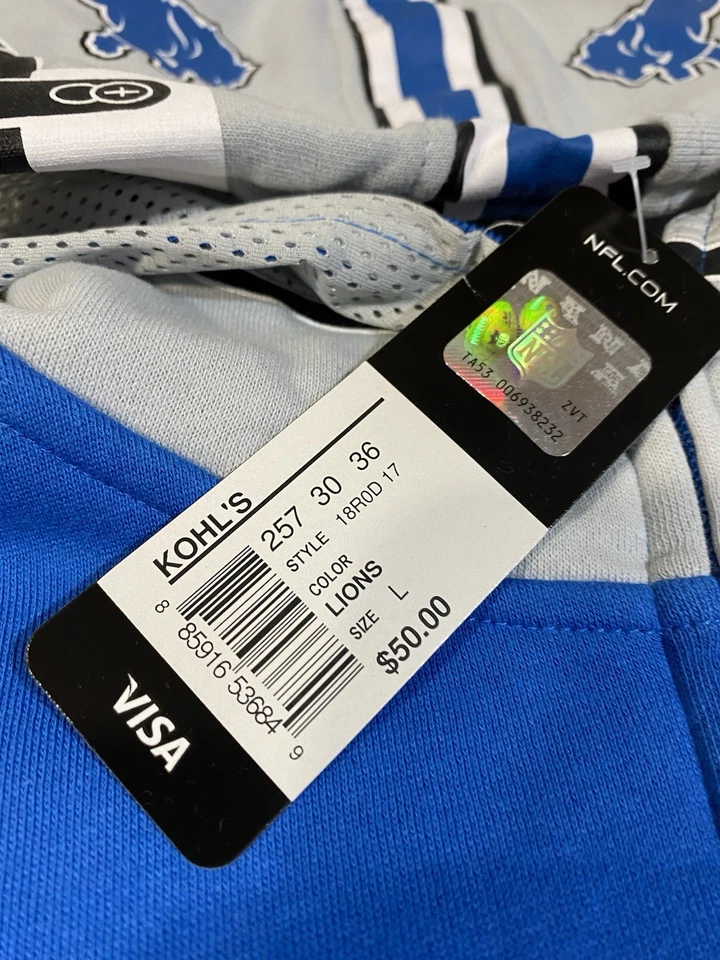 NFL.COM
NFL
TA53 006938232
ZVT
KOHL'S
257 30 36
STYLE 18R0D 17
COLOR
LIONS
SIZE L
$50.00
8 85916 53684 9
VISA